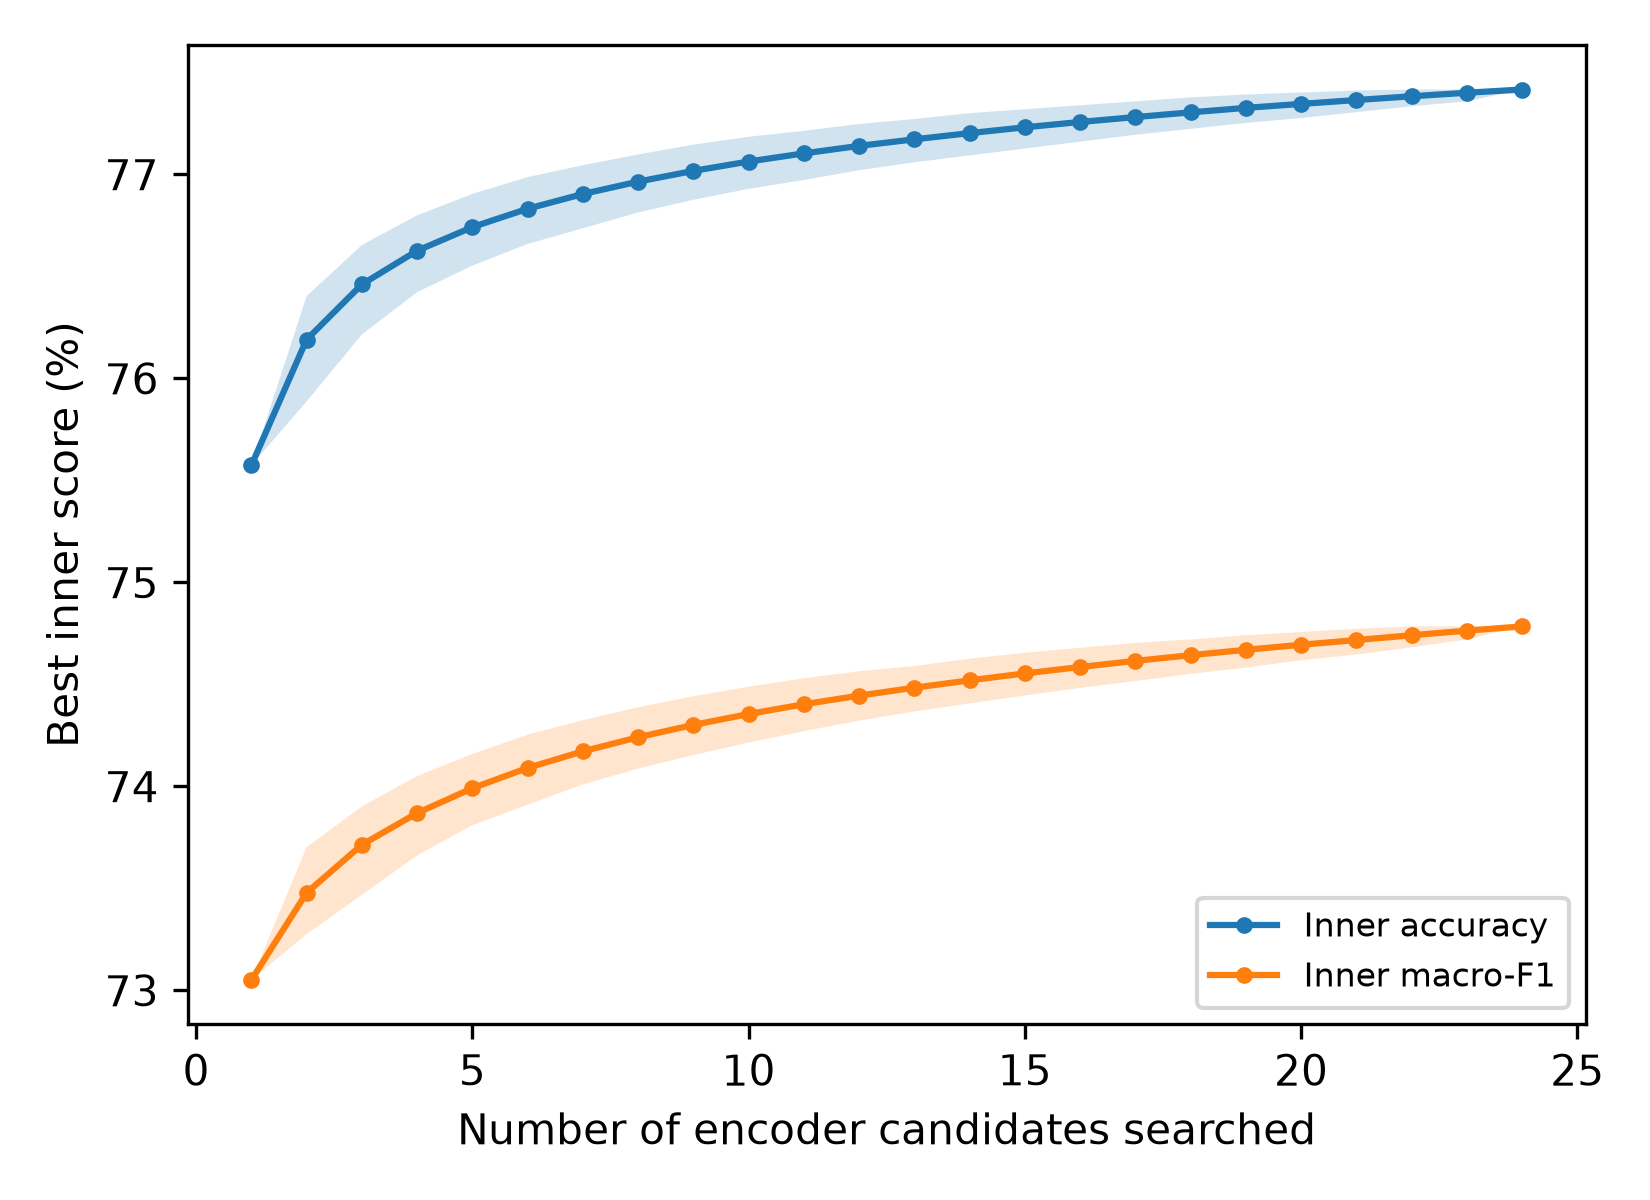 77
76
75
74
73
Best inner score (%)
Inner accuracy
Inner macro-F1
0 5 10 15 20 25
Number of encoder candidates searched